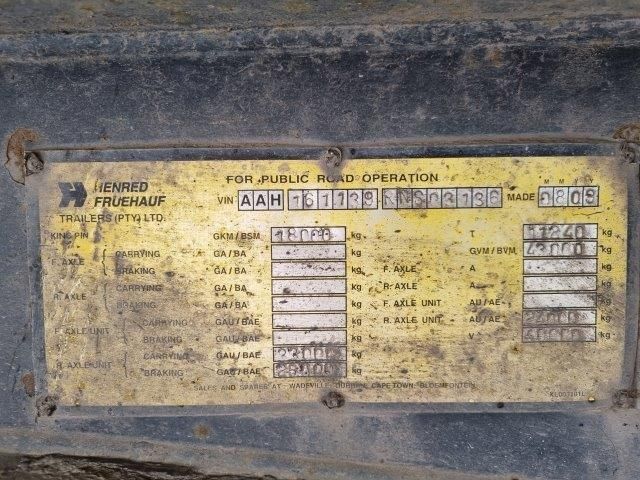 HENRED FRUEHAUF
TRAILERS (PTY) LTD.
FOR PUBLIC ROAD OPERATION
VIN AAH 161139 MADE 0809
M M Y Y
KING PIN GKM / BSM 18000 kg T 11240 kg
F. AXLE CARRYING GA / BA kg GVM / BVM 43000 kg
BRAKING GA / BA kg F. AXLE A kg
R. AXLE CARRYING GA / BA kg R. AXLE A kg
BRAKING GA / BA kg F. AXLE UNIT AU / AE kg
F. AXLE UNIT CARRYING GAU / BAE kg R. AXLE UNIT AU / AE 24000 kg
BRAKING GAU / BAE kg V kg
R. AXLE UNIT CARRYING GAU / BAE kg
BRAKING GAU / BAE kg
SALES AND SPARES AT WADEVILLE, DURBAN, CAPE TOWN, BLOEMFONTEIN